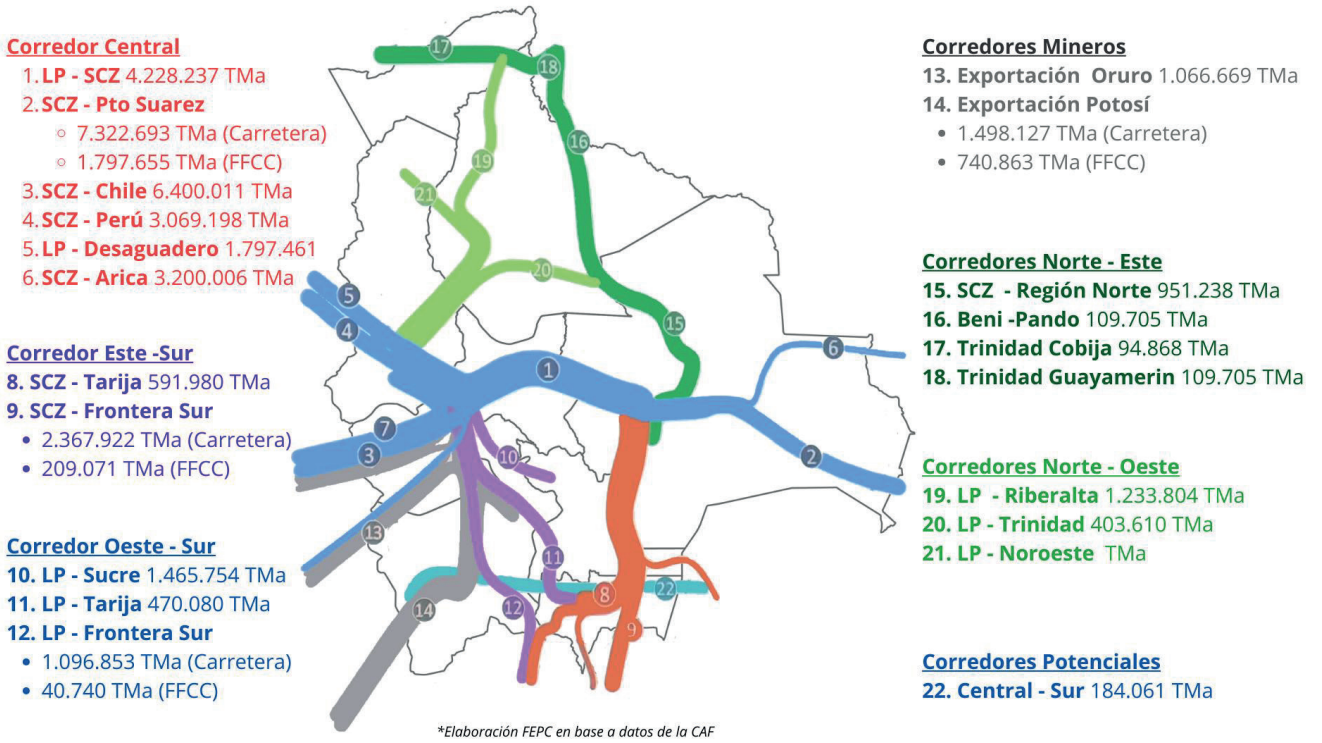 Corredor Central
1. LP - SCZ 4.228.237 TMa
2. SCZ - Pto Suarez
7.322.693 TMa (Carretera)
1.797.655 TMa (FFCC)
3. SCZ - Chile 6.400.011 TMa
4. SCZ - Perú 3.069.198 TMa
5. LP - Desaguadero 1.797.461
6. SCZ - Arica 3.200.006 TMa
Corredor Este -Sur
8. SCZ - Tarija 591.980 TMa
9. SCZ - Frontera Sur
2.367.922 TMa (Carretera)
209.071 TMa (FFCC)
Corredor Oeste - Sur
10. LP - Sucre 1.465.754 TMa
11. LP - Tarija 470.080 TMa
12. LP - Frontera Sur
1.096.853 TMa (Carretera)
40.740 TMa (FFCC)
17
18
16
19
21
20
15
5
4
1
6
7
3
10
2
13
11
12
14
8
22
9
Corredores Mineros
13. Exportación Oruro 1.066.669 TMa
14. Exportación Potosí
1.498.127 TMa (Carretera)
740.863 TMa (FFCC)
Corredores Norte - Este
15. SCZ - Región Norte 951.238 TMa
16. Beni -Pando 109.705 TMa
17. Trinidad Cobija 94.868 TMa
18. Trinidad Guayamerin 109.705 TMa
Corredores Norte - Oeste
19. LP - Riberalta 1.233.804 TMa
20. LP - Trinidad 403.610 TMa
21. LP - Noroeste TMa
Corredores Potenciales
22. Central - Sur 184.061 TMa
*Elaboración FEPC en base a datos de la CAF